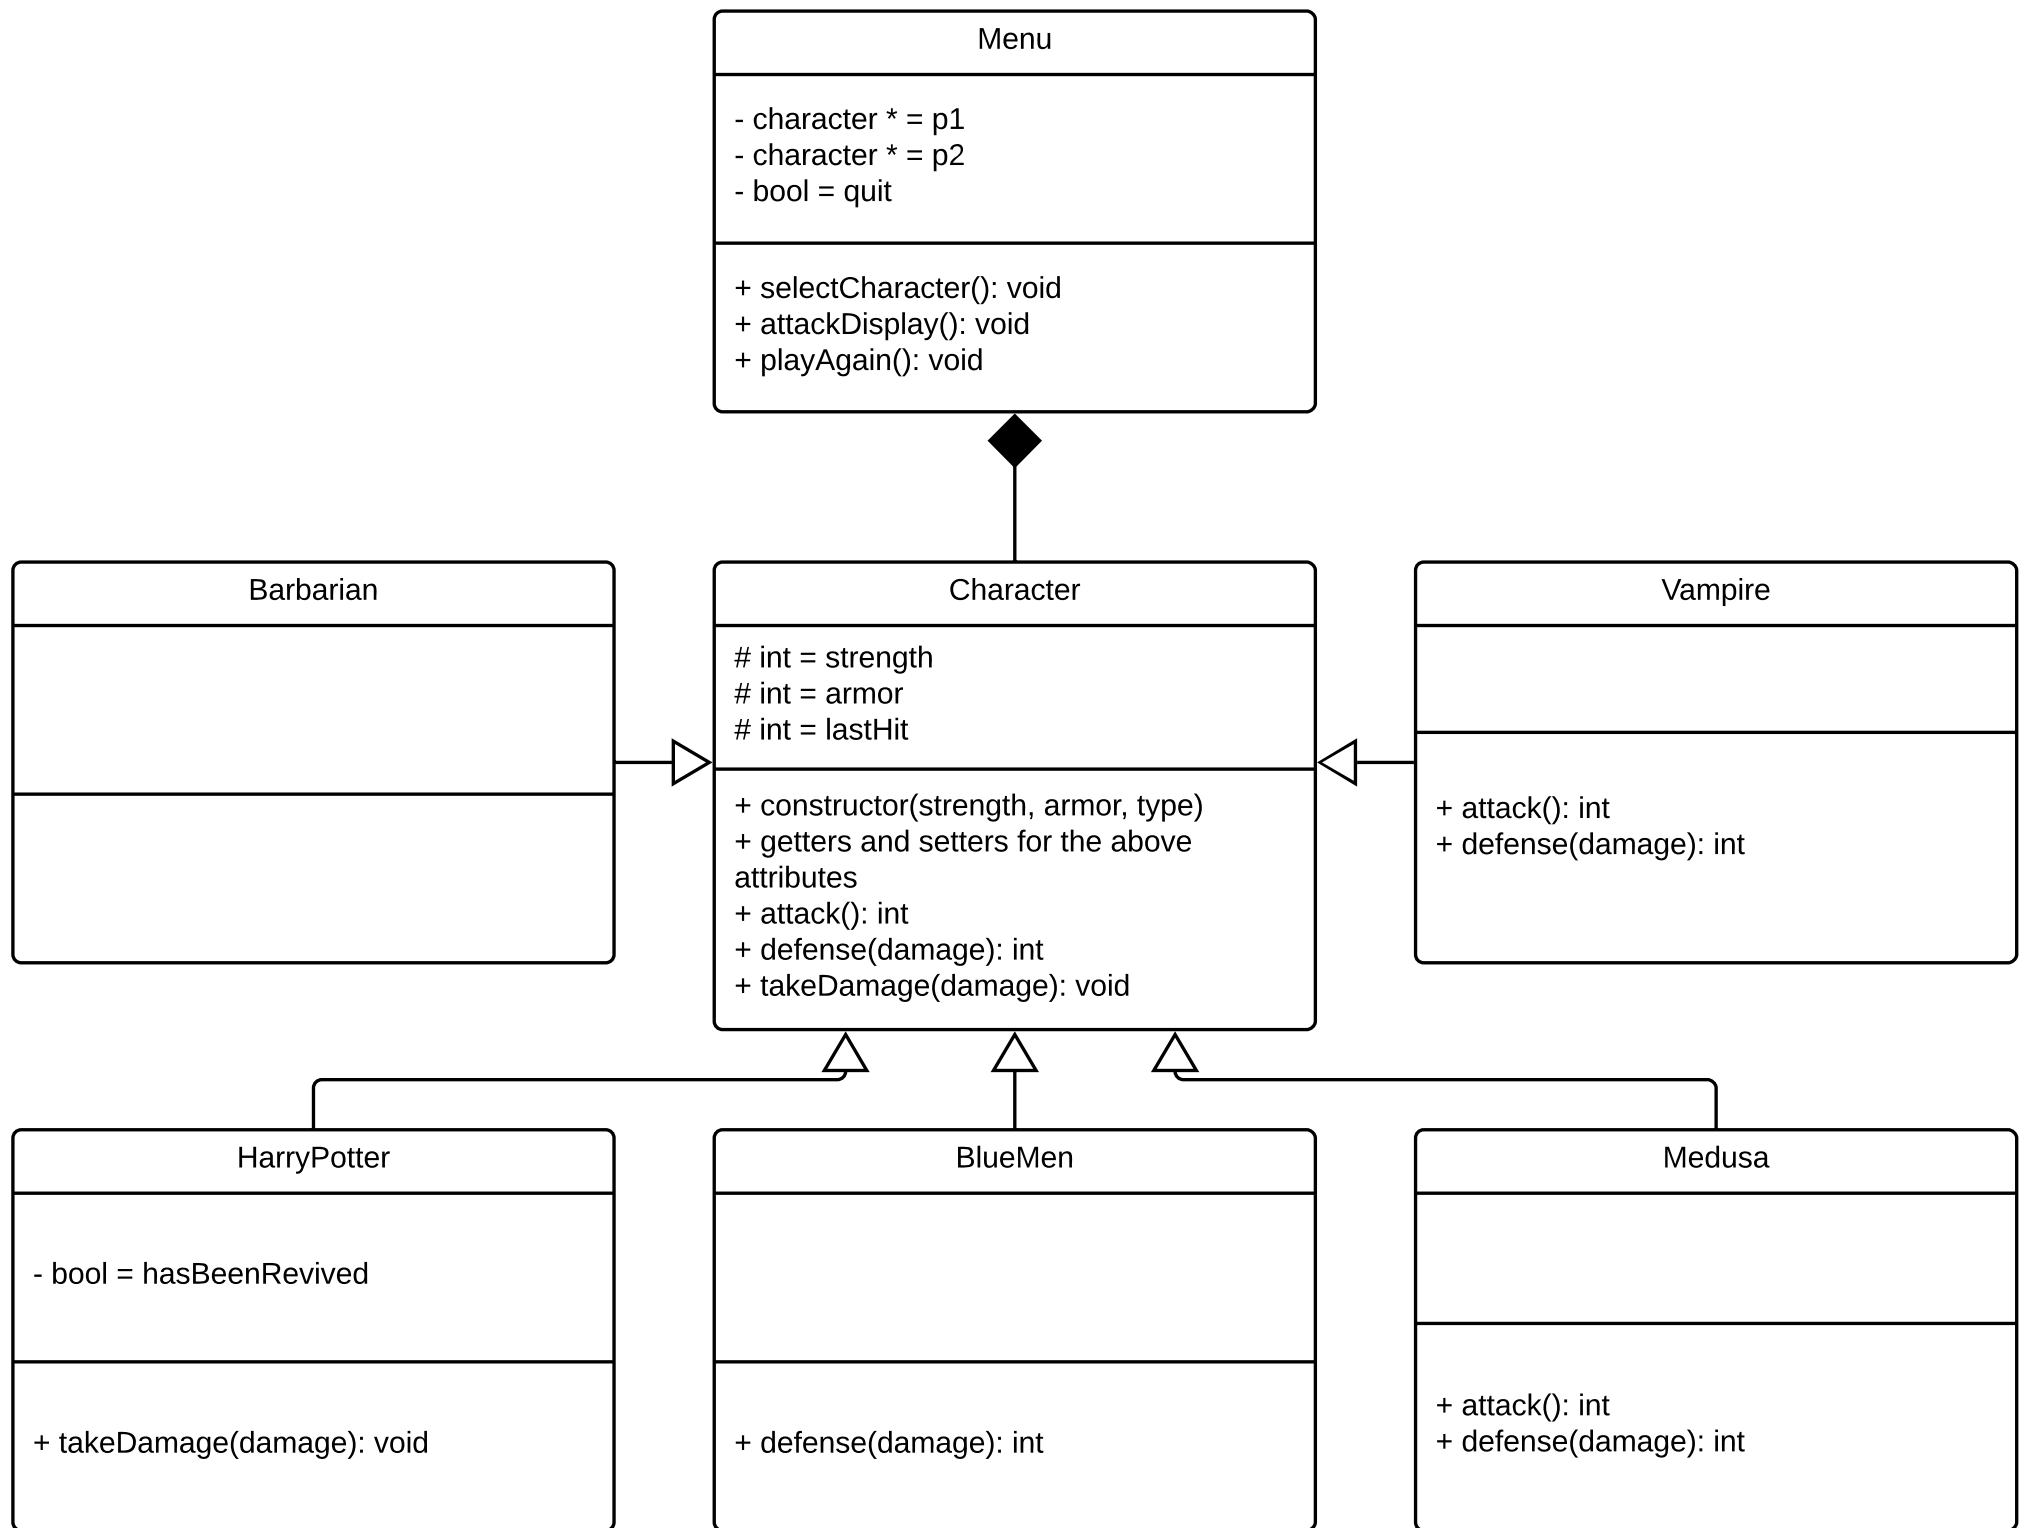 Menu
- character * = p1
- character * = p2
- bool = quit
+ selectCharacter(): void
+ attackDisplay(): void
+ playAgain(): void
Barbarian
Character
# int = strength
# int = armor
# int = lastHit
+ constructor(strength, armor, type)
+ getters and setters for the above
attributes
+ attack(): int
+ defense(damage): int
+ takeDamage(damage): void
Vampire
+ attack(): int
+ defense(damage): int
HarryPotter
- bool = hasBeenRevived
+ takeDamage(damage): void
BlueMen
+ defense(damage): int
Medusa
+ attack(): int
+ defense(damage): int